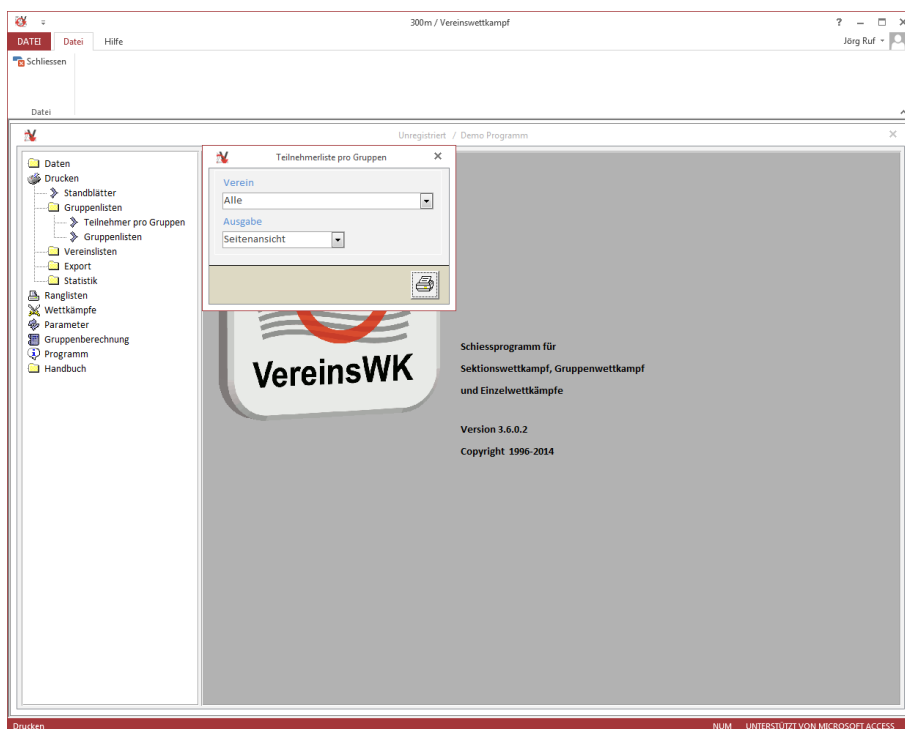 300m / Vereinswettkampf
?
DATEI Datei Hilfe
Jörg Ruf
Schliessen
Datei
Unregistriert / Demo Programm
Daten
Drucken
Standblätter
Gruppenlisten
Teilnehmer pro Gruppen
Gruppenlisten
Vereinslisten
Export
Statistik
Ranglisten
Wettkämpfe
Parameter
Gruppenberechnung
Programm
Handbuch
Teilnehmerliste pro Gruppen
Verein
Alle
Ausgabe
Seitenansicht
VereinsWK
Schiessprogramm für
Sektionswettkampf, Gruppenwettkampf
und Einzelwettkämpfe
Version 3.6.0.2
Copyright 1996-2014
Drucken
NUM UNTERSTÜTZT VON MICROSOFT ACCESS